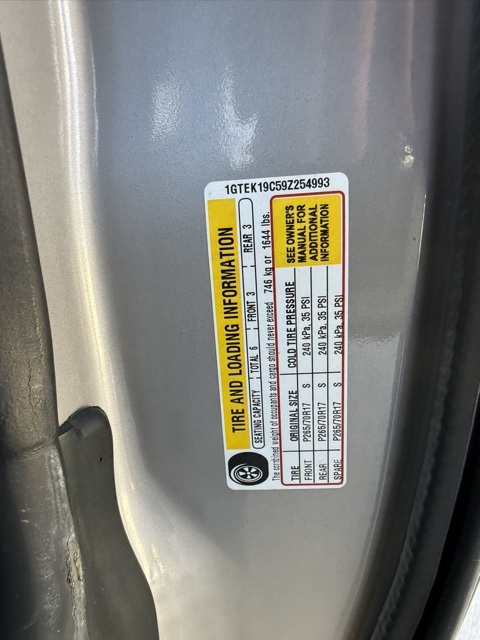 1GTEK19C59Z254993
TIRE AND LOADING INFORMATION
SEATING CAPACITY TOTAL 6 FRONT 3 REAR 3
The combined weight of occupants and cargo should never exceed 746 kg or 1644 lbs.
TIRE ORIGINAL SIZE COLD TIRE PRESSURE
FRONT P265/70R17 S 240 kPa, 35 PSI
REAR P265/70R17 S 240 kPa, 35 PSI
SPARE P265/70R17 S 240 kPa, 35 PSI
SEE OWNER'S
MANUAL FOR
ADDITIONAL
INFORMATION